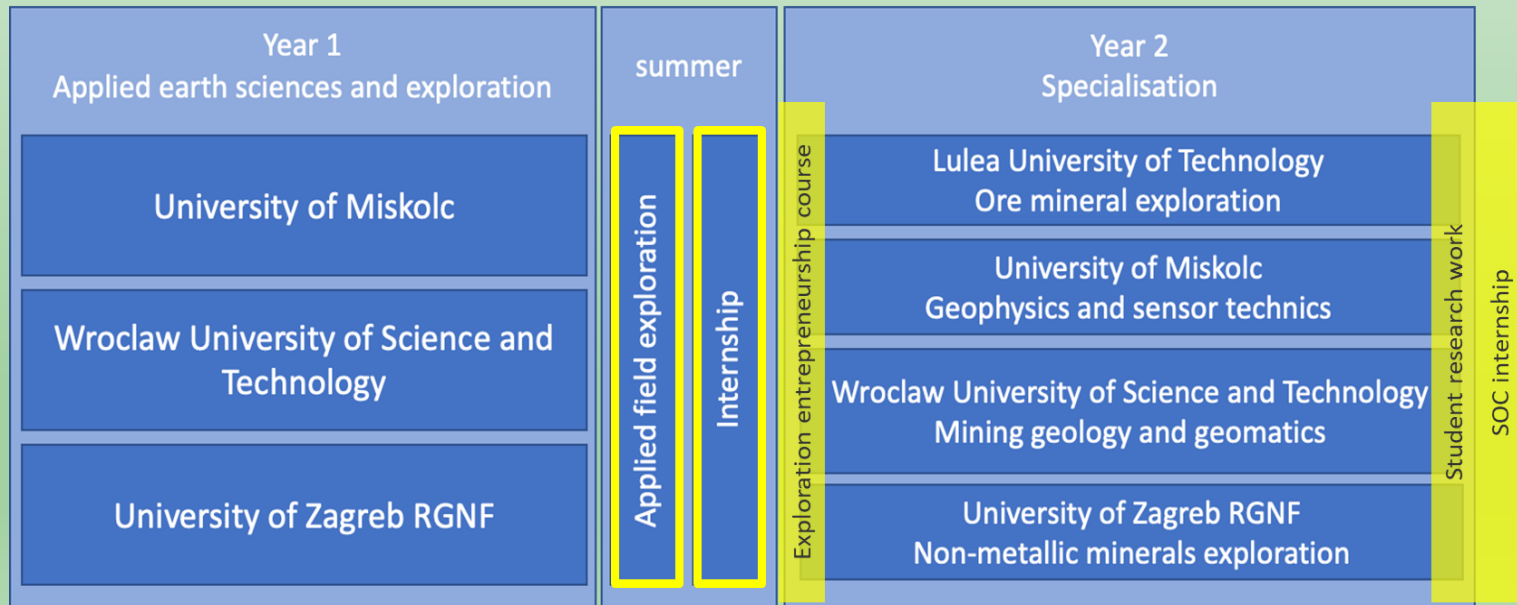 Year 1
Applied earth sciences and exploration
University of Miskolc
Wroclaw University of Science and
Technology
University of Zagreb RGNF
summer
Applied field exploration
Internship
Year 2
Specialisation
Exploration entrepreneurship course
Lulea University of Technology
Ore mineral exploration
University of Miskolc
Geophysics and sensor technics
Wroclaw University of Science and Technology
Mining geology and geomatics
University of Zagreb RGNF
Non-metallic minerals exploration
Student research work
SOC internship